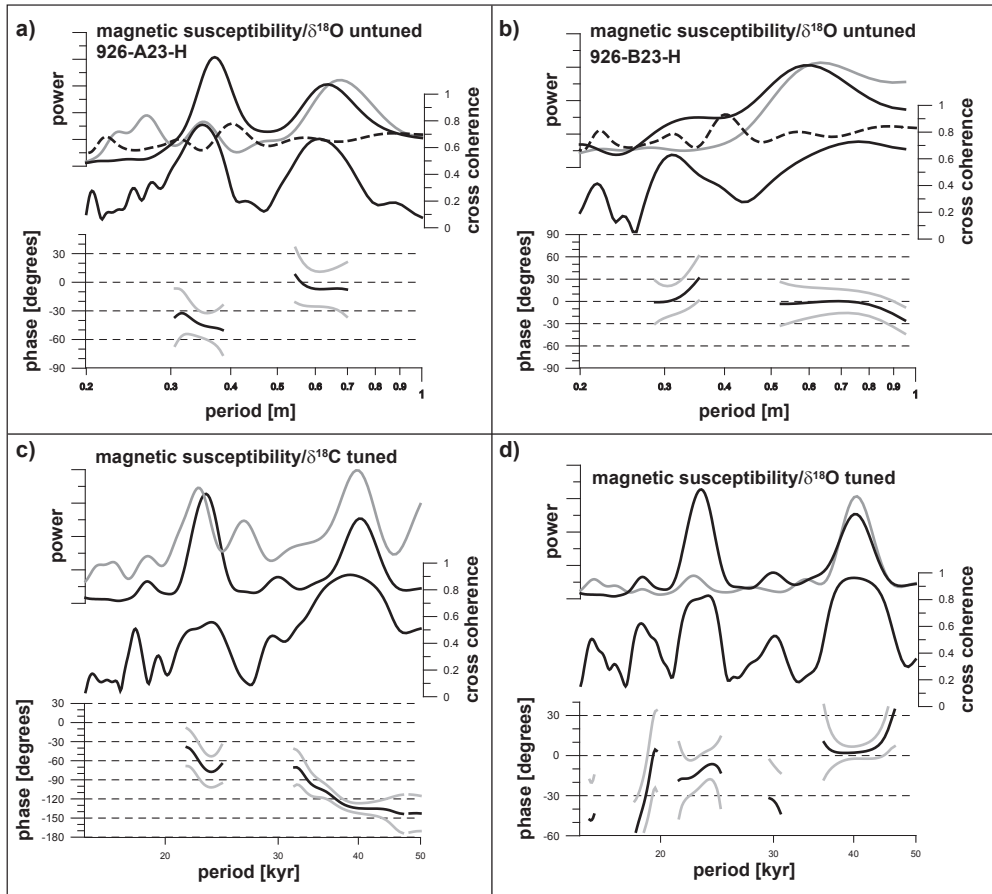 a)
magnetic susceptibility/δ¹⁸O untuned
926-A23-H
power
1
0.8
0.6
0.4
0.2
0
cross coherence
30
0
-30
-60
-90
phase [degrees]
0.2 0.3 0.4 0.5 0.6 0.7 0.8 0.9 1
period [m]
b)
magnetic susceptibility/δ¹⁸O untuned
926-B23-H
power
1
0.8
0.6
0.4
0.2
0
cross coherence
90
60
30
0
-30
-60
-90
phase [degrees]
0.2 0.3 0.4 0.5 0.6 0.7 0.8 0.9 1
period [m]
c)
magnetic susceptibility/δ¹⁸C tuned
power
1
0.8
0.6
0.4
0.2
0
cross coherence
30
0
-30
-60
-90
-120
-150
-180
phase [degrees]
20 30 40 50
period [kyr]
d)
magnetic susceptibility/δ¹⁸O tuned
power
1
0.8
0.6
0.4
0.2
0
cross coherence
30
0
-30
-60
phase [degrees]
20 30 40 50
period [kyr]